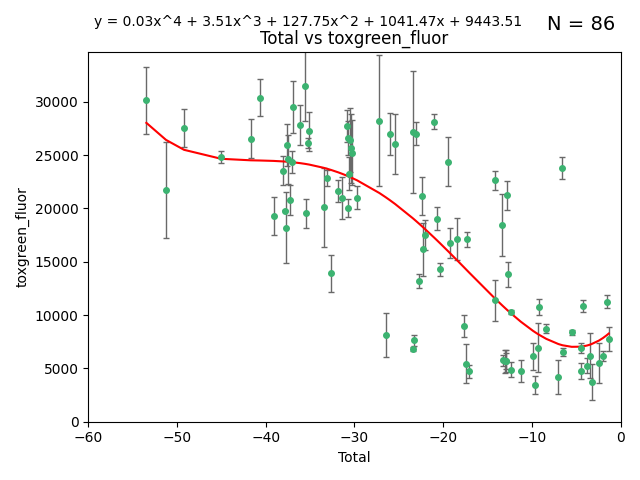 y = 0.03x^4 + 3.51x^3 + 127.75x^2 + 1041.47x + 9443.51
N = 86
Total vs toxgreen_fluor
30000
25000
20000
15000
10000
5000
0
toxgreen_fluor
−60 −50 −40 −30 −20 −10 0
Total